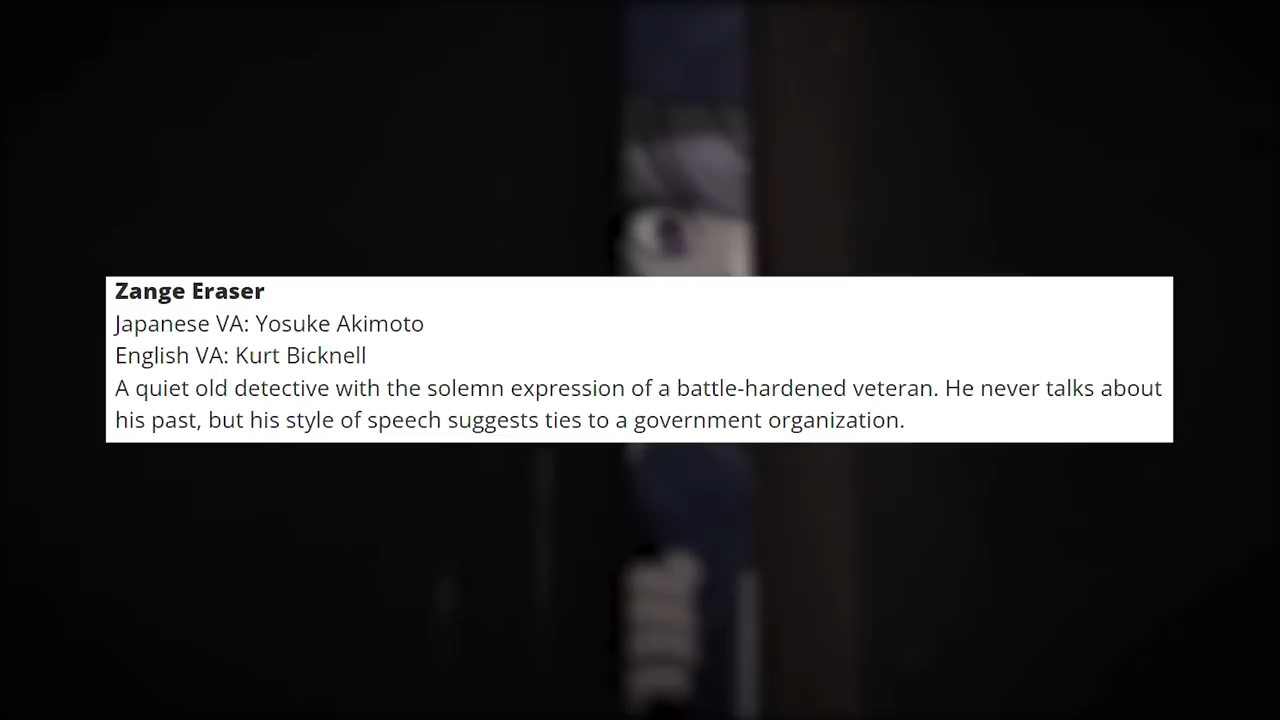 Zange Eraser
Japanese VA: Yosuke Akimoto
English VA: Kurt Bicknell
A quiet old detective with the solemn expression of a battle-hardened veteran. He never talks about
his past, but his style of speech suggests ties to a government organization.